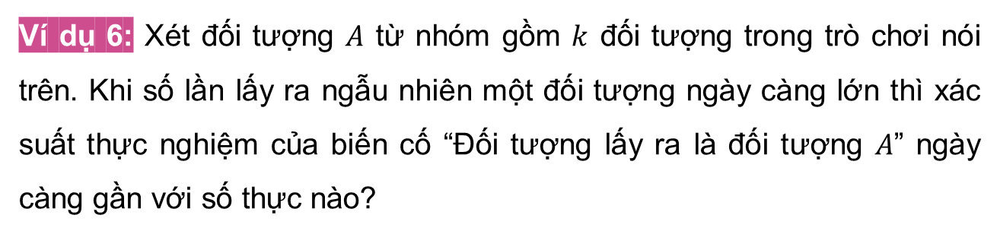 Ví dụ 6: Xét đối tượng A từ nhóm gồm k đối tượng trong trò chơi nói
trên. Khi số lần lấy ra ngẫu nhiên một đối tượng ngày càng lớn thì xác
suất thực nghiệm của biến cố “Đối tượng lấy ra là đối tượng A” ngày
càng gần với số thực nào?